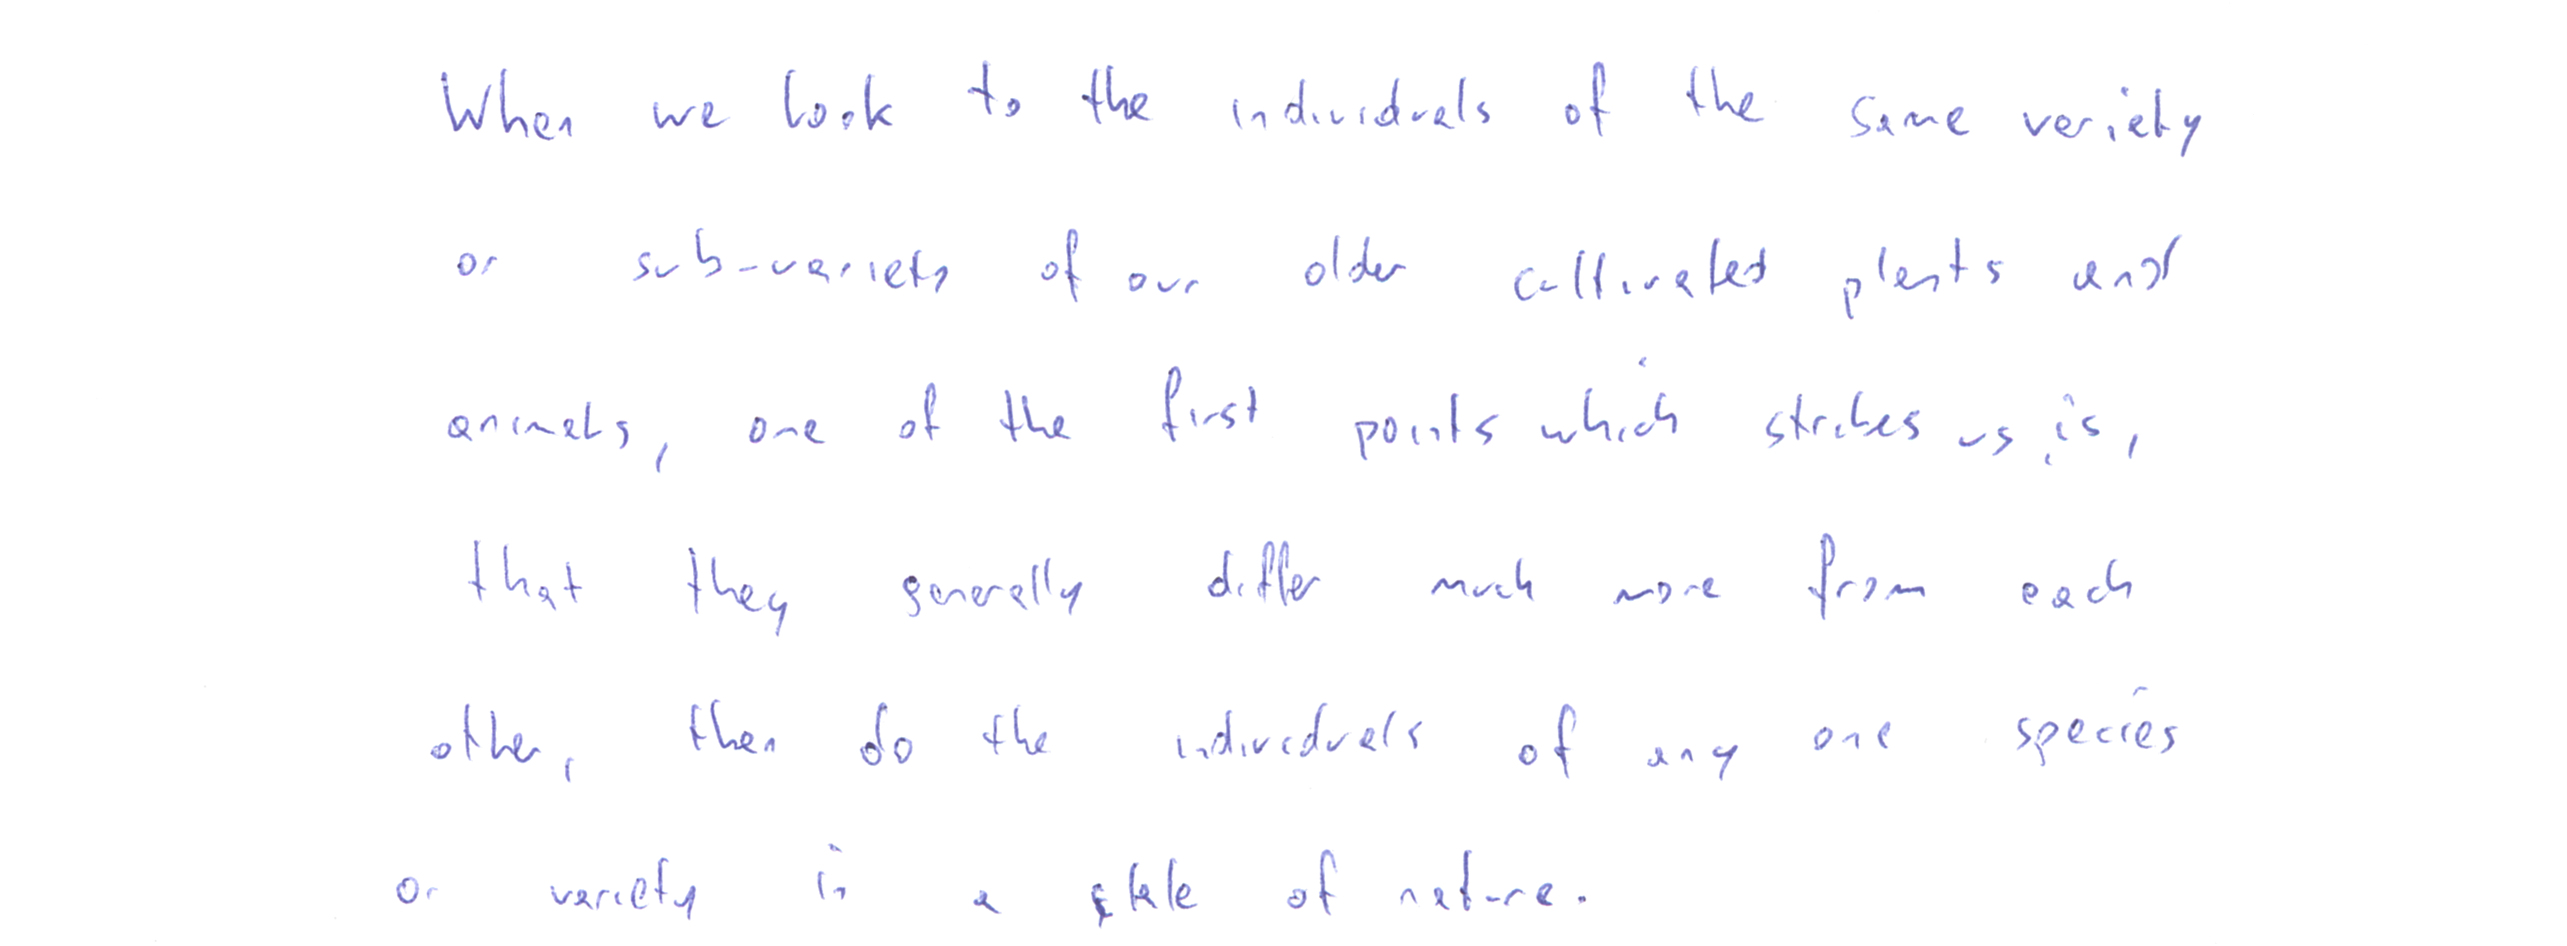 When we look to the individuals of the same variety
or sub-variety of our older cultivated plants and
animals, one of the first points which strikes us is,
that they generally differ much more from each
other, than do the individuals of any one species
or variety in a state of nature.